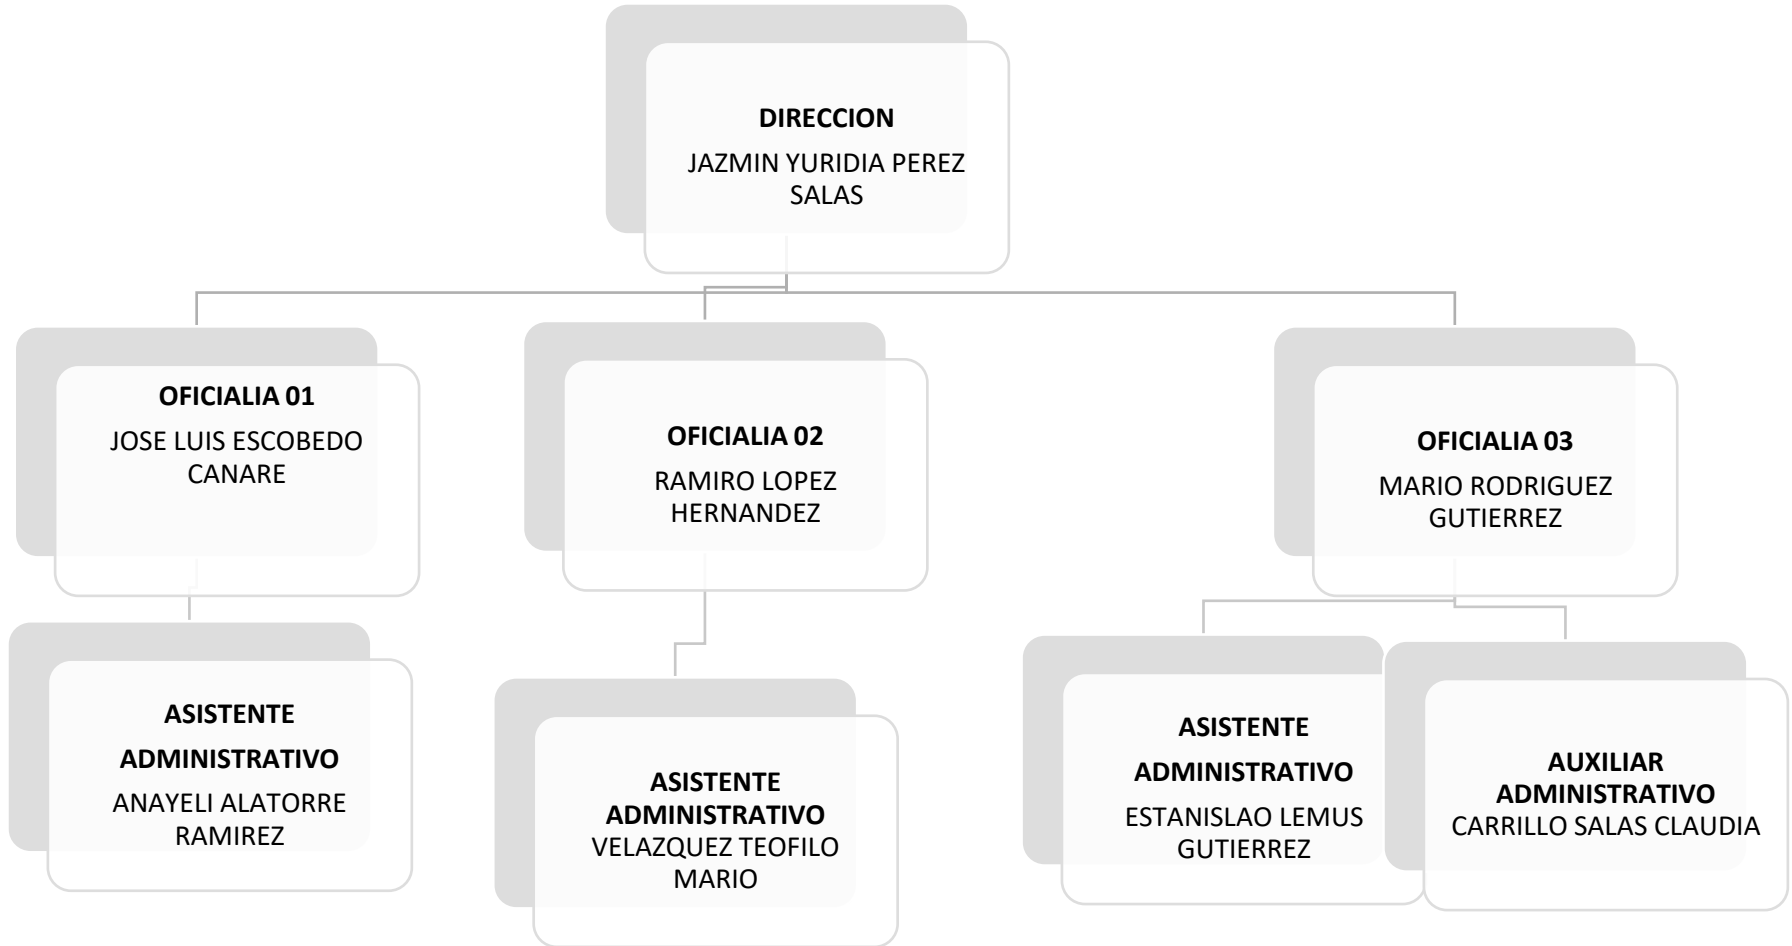 DIRECCION
JAZMIN YURIDIA PEREZ
SALAS
OFICIALIA 01
JOSE LUIS ESCOBEDO
CANARE
OFICIALIA 02
RAMIRO LOPEZ
HERNANDEZ
OFICIALIA 03
MARIO RODRIGUEZ
GUTIERREZ
ASISTENTE
ADMINISTRATIVO
ANAYELI ALATORRE
RAMIREZ
ASISTENTE
ADMINISTRATIVO
VELAZQUEZ TEOFILO
MARIO
ASISTENTE
ADMINISTRATIVO
ESTANISLAO LEMUS
GUTIERREZ
AUXILIAR
ADMINISTRATIVO
CARRILLO SALAS CLAUDIA